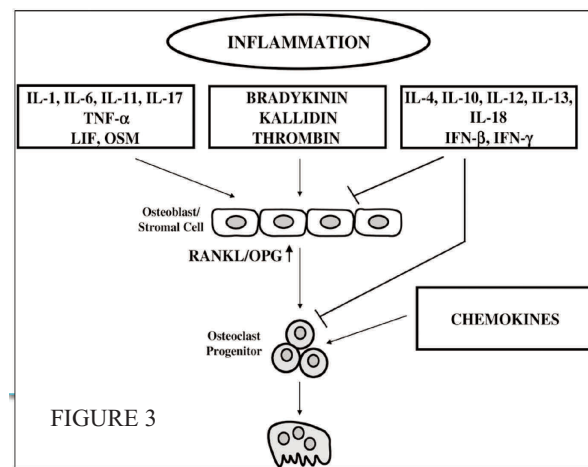 INFLAMMATION
IL-1, IL-6, IL-11, IL-17
TNF-α
LIF, OSM
BRADYKININ
KALLIDIN
THROMBIN
IL-4, IL-10, IL-12, IL-13,
IL-18
IFN-β, IFN-γ
Osteoblast/
Stromal Cell
RANKL/OPG
Osteoclast
Progenitor
CHEMOKINES
FIGURE 3